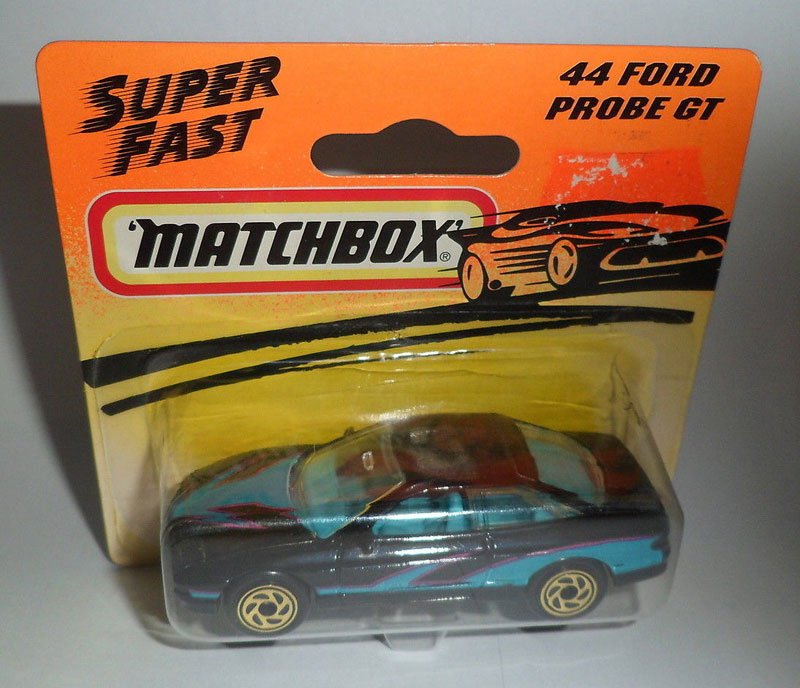 SUPER
FAST
44 FORD
PROBE GT
'MATCHBOX'®